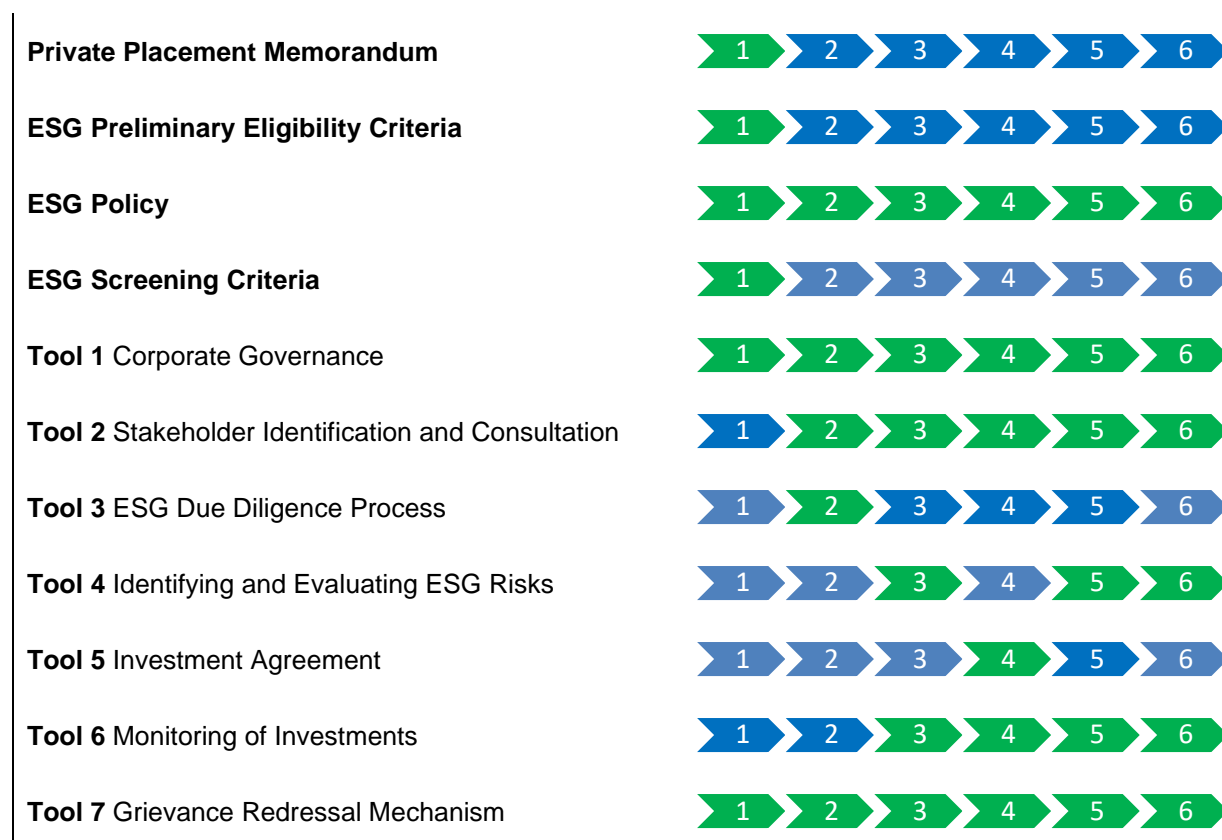 Private Placement Memorandum 1 2 3 4 5 6
ESG Preliminary Eligibility Criteria 1 2 3 4 5 6
ESG Policy 1 2 3 4 5 6
ESG Screening Criteria 1 2 3 4 5 6
Tool 1 Corporate Governance 1 2 3 4 5 6
Tool 2 Stakeholder Identification and Consultation 1 2 3 4 5 6
Tool 3 ESG Due Diligence Process 1 2 3 4 5 6
Tool 4 Identifying and Evaluating ESG Risks 1 2 3 4 5 6
Tool 5 Investment Agreement 1 2 3 4 5 6
Tool 6 Monitoring of Investments 1 2 3 4 5 6
Tool 7 Grievance Redressal Mechanism 1 2 3 4 5 6